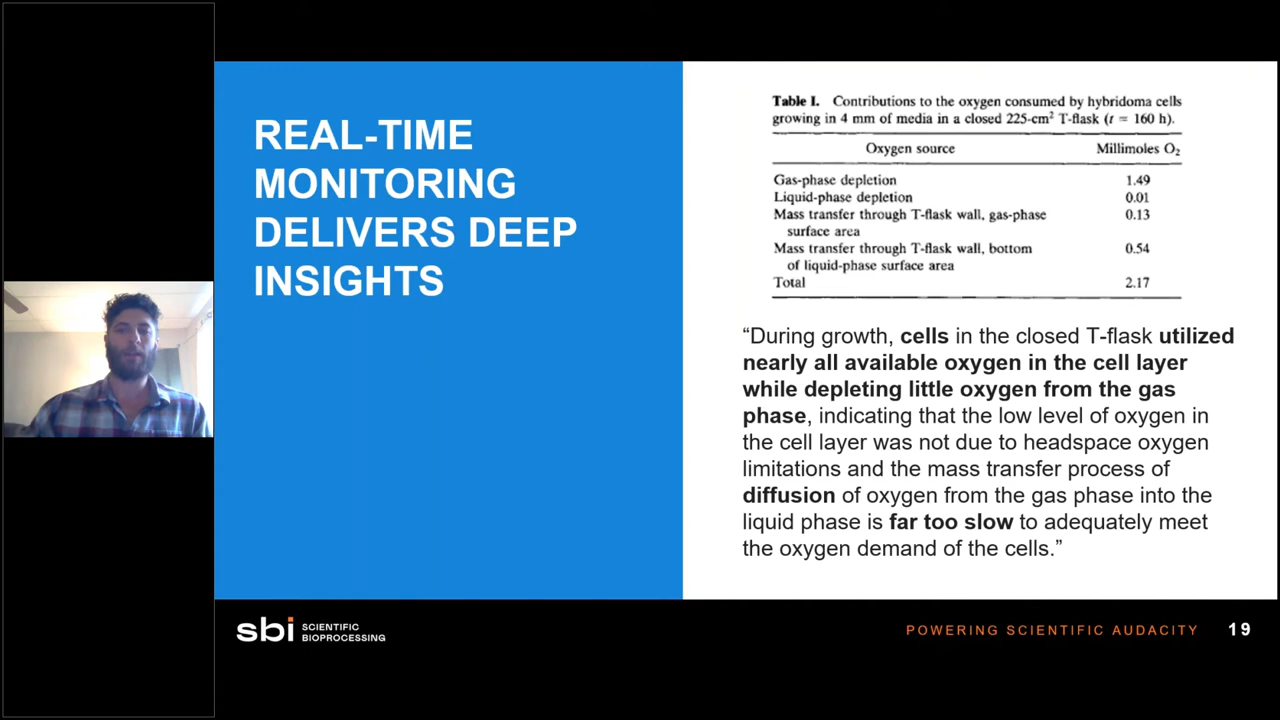 REAL-TIME
MONITORING
DELIVERS DEEP
INSIGHTS
Table I. Contributions to the oxygen consumed by hybridoma cells
growing in 4 mm of media in a closed 225-cm² T-flask (t = 160 h).
Oxygen source Millimoles O₂
Gas-phase depletion 1.49
Liquid-phase depletion 0.01
Mass transfer through T-flask wall, gas-phase 0.13
surface area
Mass transfer through T-flask wall, bottom 0.54
of liquid-phase surface area
Total 2.17
“During growth, cells in the closed T-flask utilized
nearly all available oxygen in the cell layer
while depleting little oxygen from the gas
phase, indicating that the low level of oxygen in
the cell layer was not due to headspace oxygen
limitations and the mass transfer process of
diffusion of oxygen from the gas phase into the
liquid phase is far too slow to adequately meet
the oxygen demand of the cells.”
sbi SCIENTIFIC
BIOPROCESSING
POWERING SCIENTIFIC AUDACITY 19